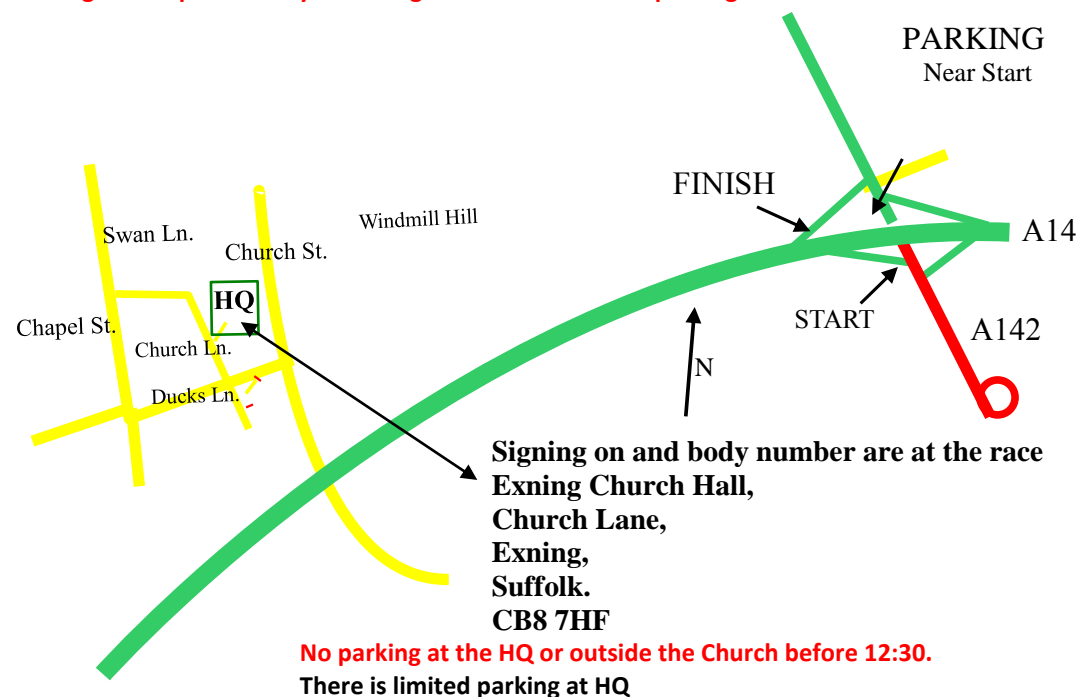 PARKING
Near Start
FINISH
Windmill Hill
Swan Ln.
Church St.
A14
HQ
START
Chapel St.
A142
Church Ln.
N
Ducks Ln.
Signing on and body number are at the race
Exning Church Hall,
Church Lane,
Exning,
Suffolk.
CB8 7HF
No parking at the HQ or outside the Church before 12:30.
There is limited parking at HQ